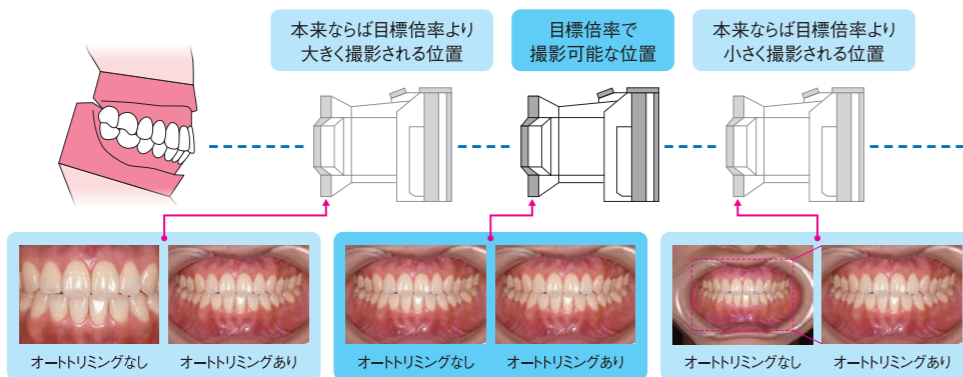 本来ならば目標倍率より
大きく撮影される位置
目標倍率で
撮影可能な位置
本来ならば目標倍率より
小さく撮影される位置
オートトリミングなし
オートトリミングあり
オートトリミングなし
オートトリミングあり
オートトリミングなし
オートトリミングあり